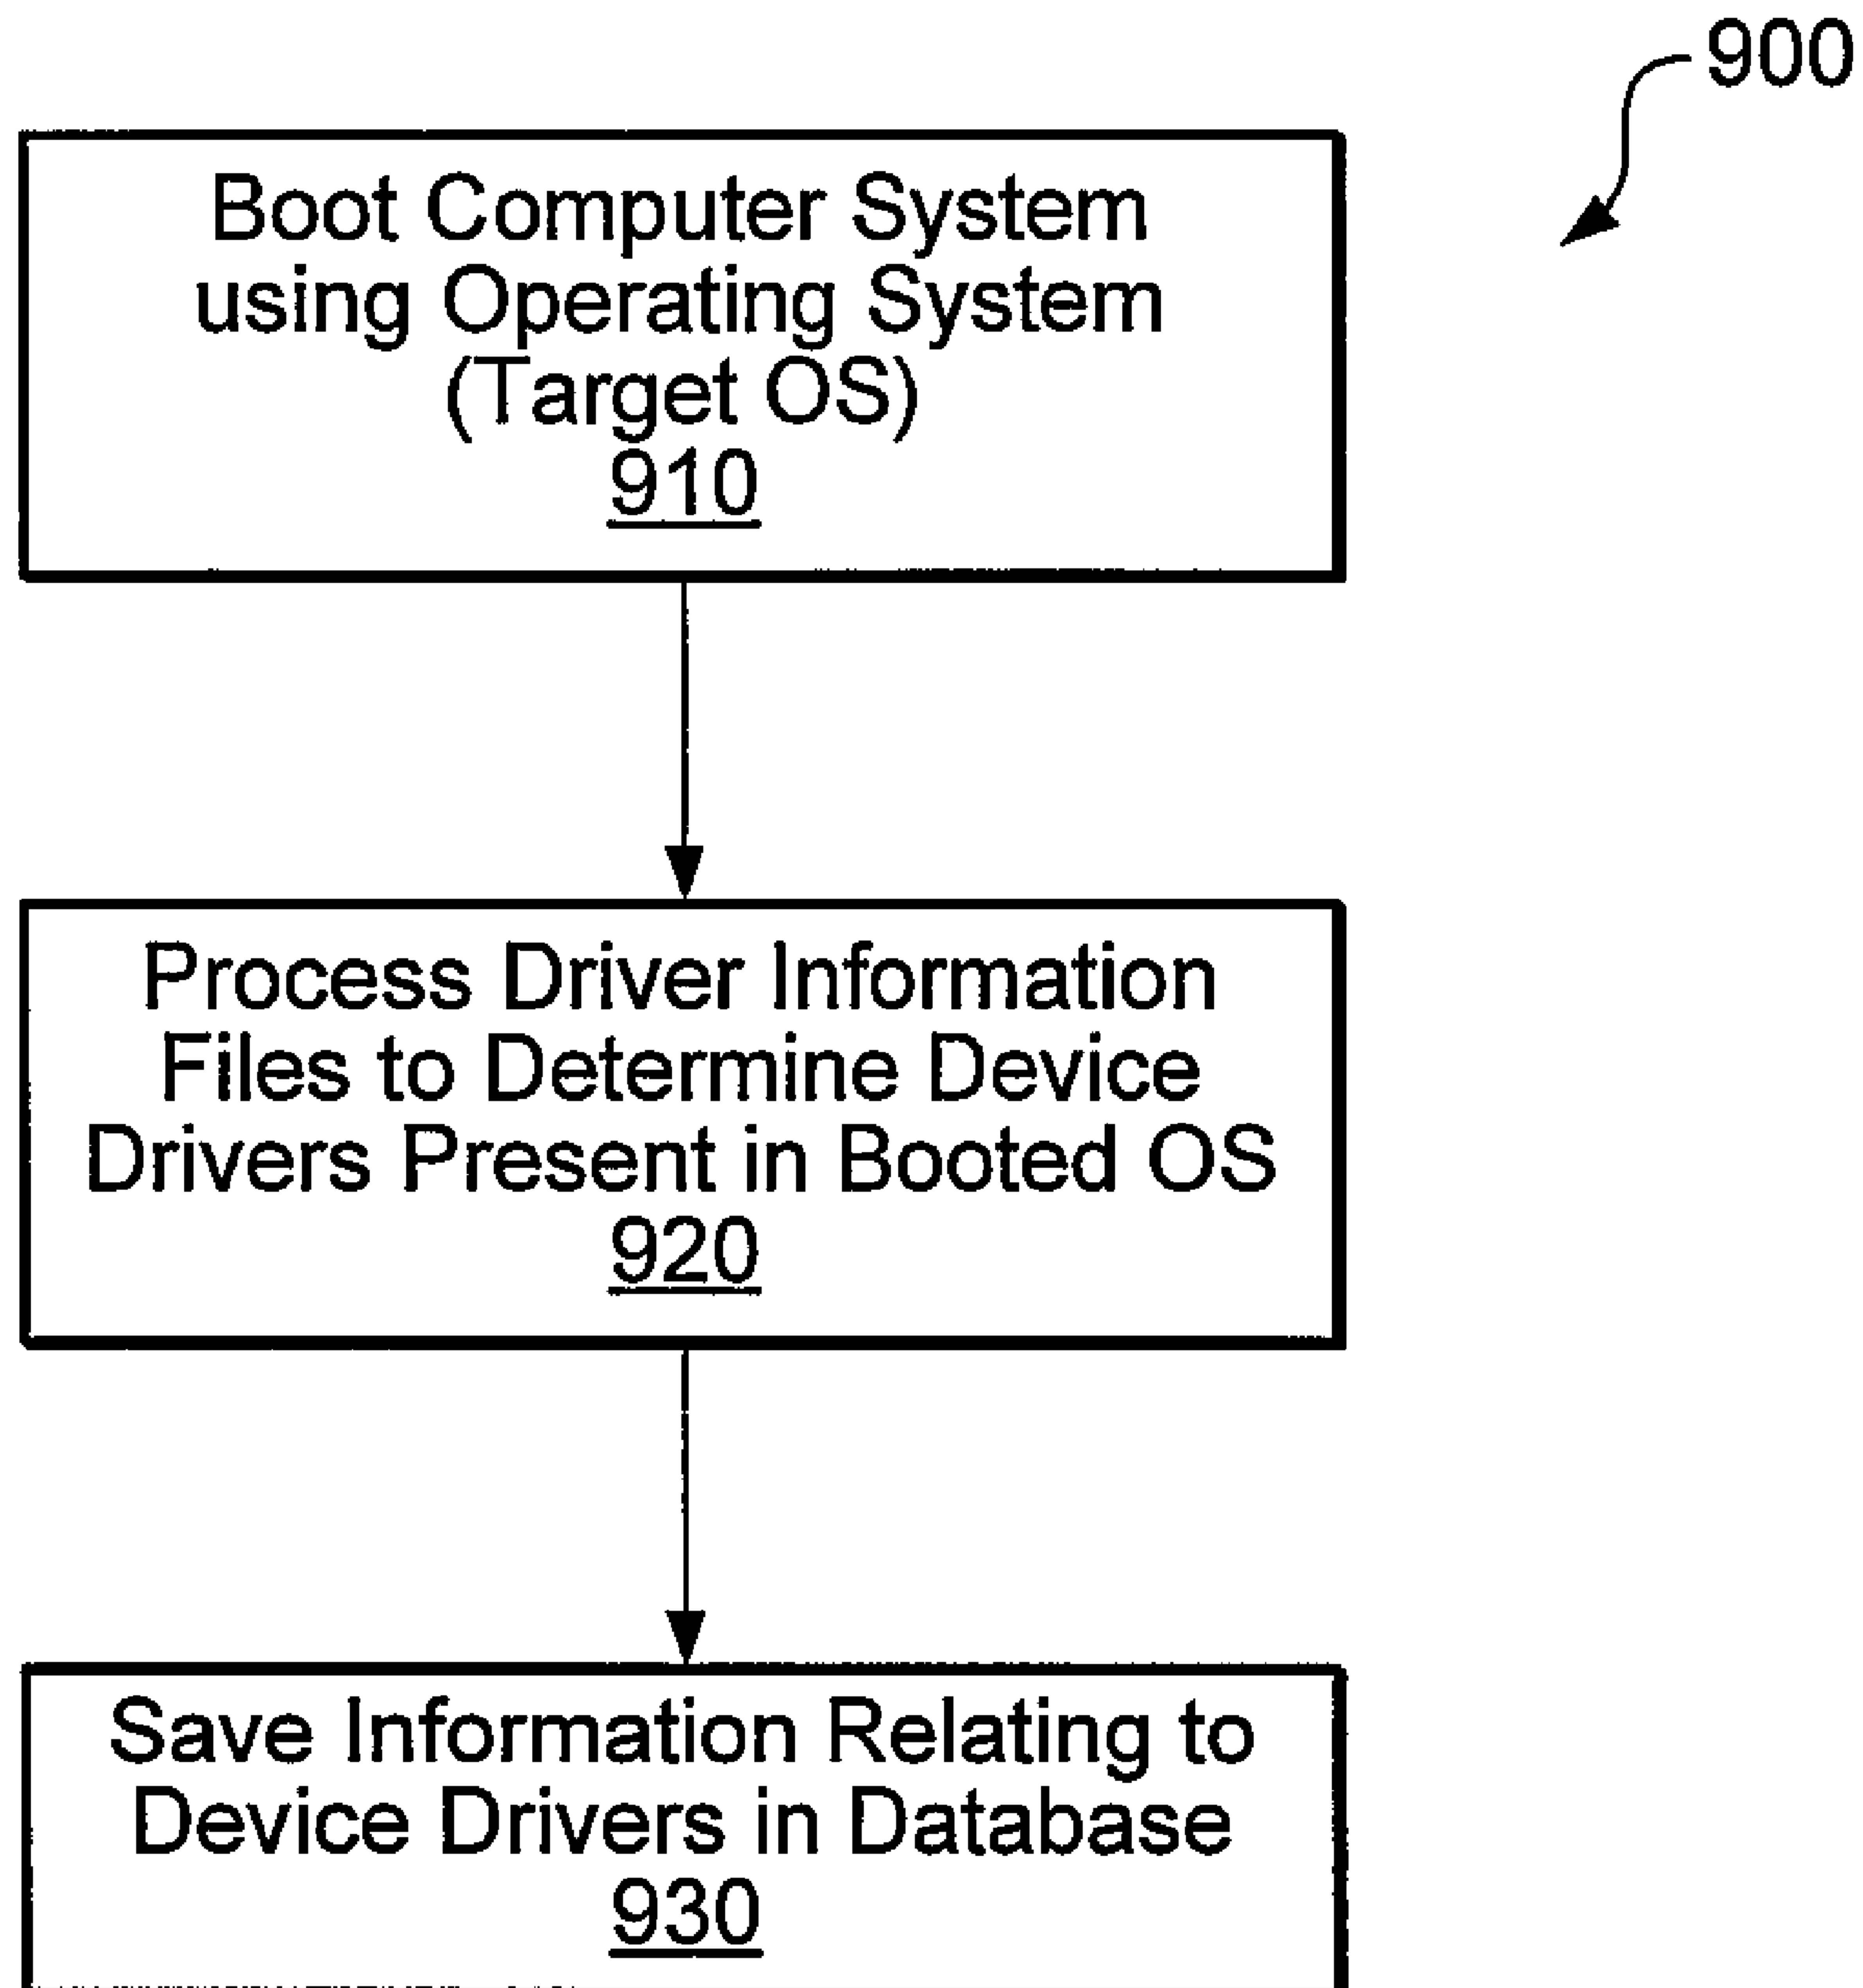 900
Boot Computer System
using Operating System
(Target OS)
910
Process Driver Information
Files to Determine Device
Drivers Present in Booted OS
920
Save Information Relating to
Device Drivers in Database
930